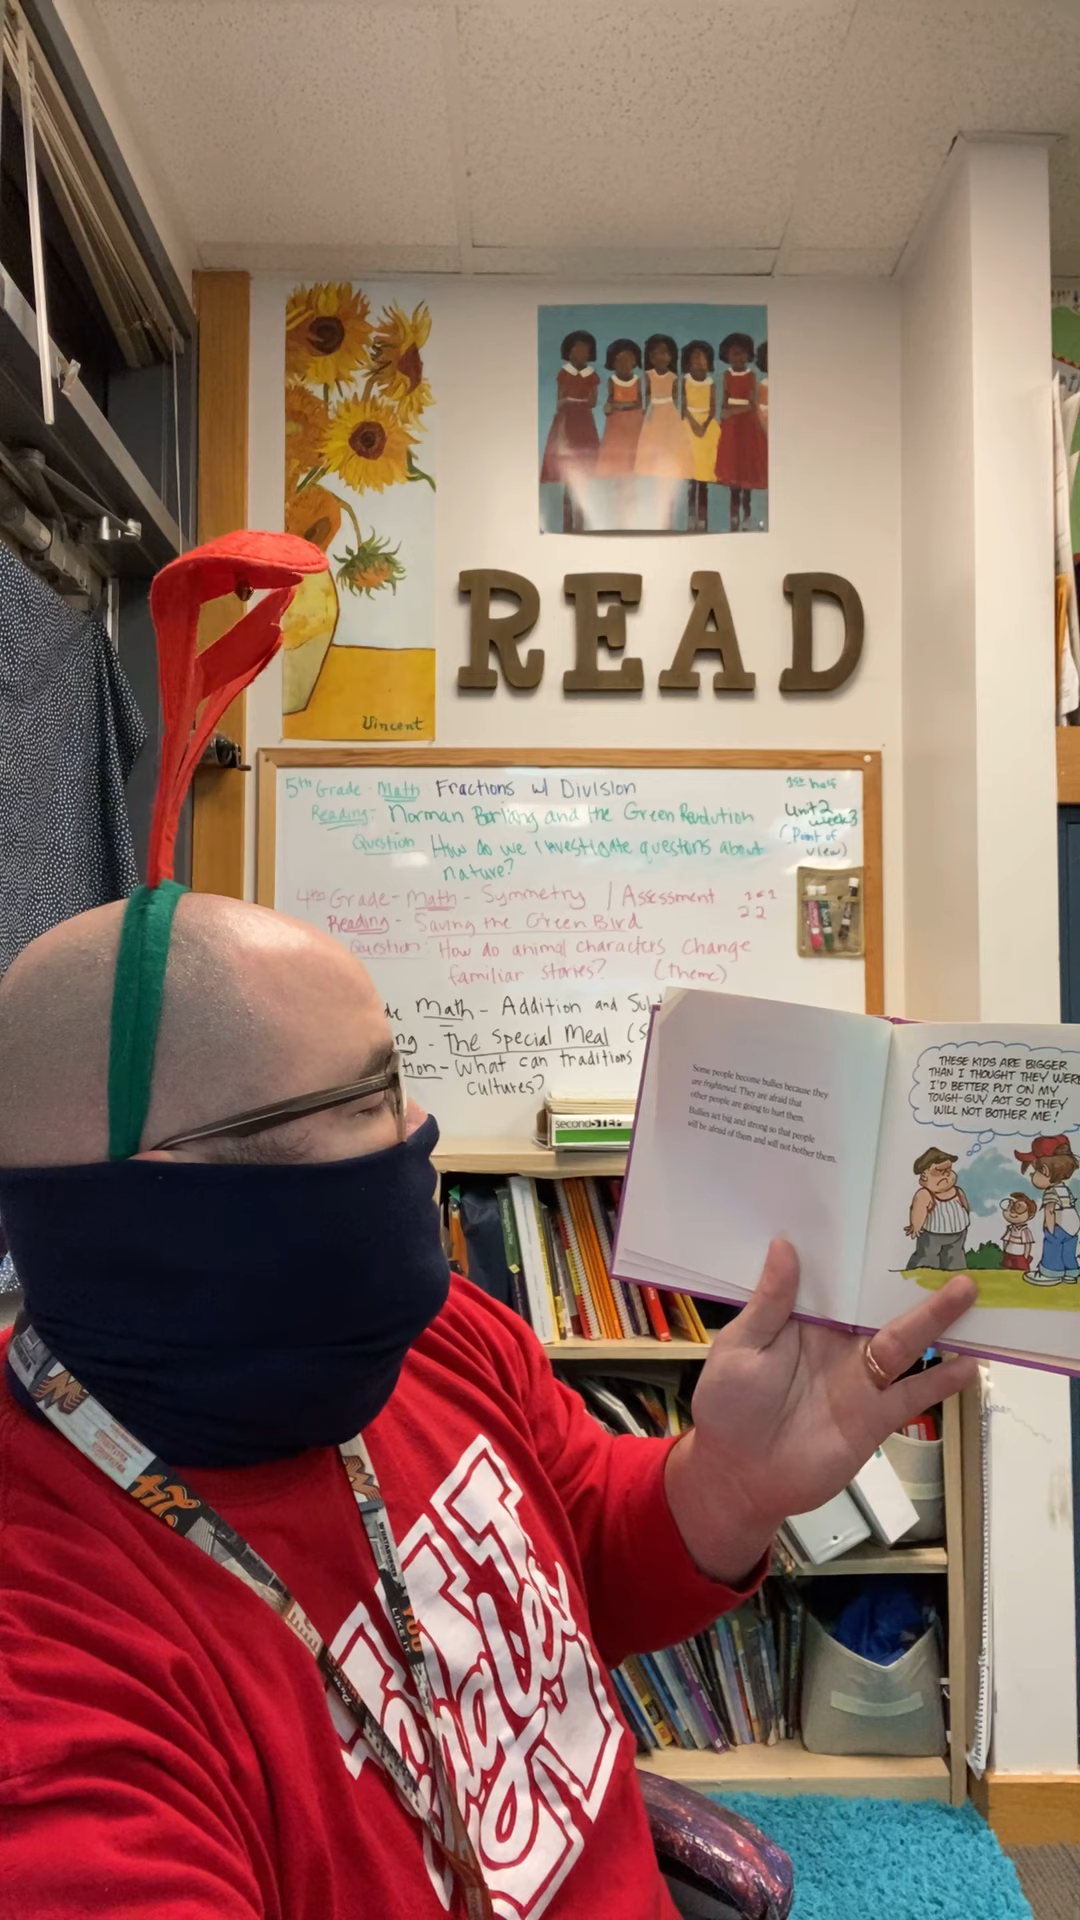 Vincent
READ
5th Grade - Math Fractions w/ Division
Reading: Norman Borlang and the Green Revolution
Question How do we investigate questions about
nature?
1st half
Unit 2
week 3
(Point of
view)
4th Grade - Math - Symmetry / Assessment
Reading - Saving the Green Bird
Question: How do animal characters change
familiar stories? (theme)
Math - Addition and
The Special Meal
What can traditions
cultures?
second STEP
Some people become bullies because they
are frightened. They are afraid that
other people are going to hurt them.
Bullies act big and strong so that people
will be afraid of them and will not bother them.
THESE KIDS ARE BIGGER
THAN I THOUGHT THEY WERE
I'D BETTER PUT ON MY
TOUGH-GUY ACT SO THEY
WILL NOT BOTHER ME!
WHATABURGER
LIKE IT
YOU